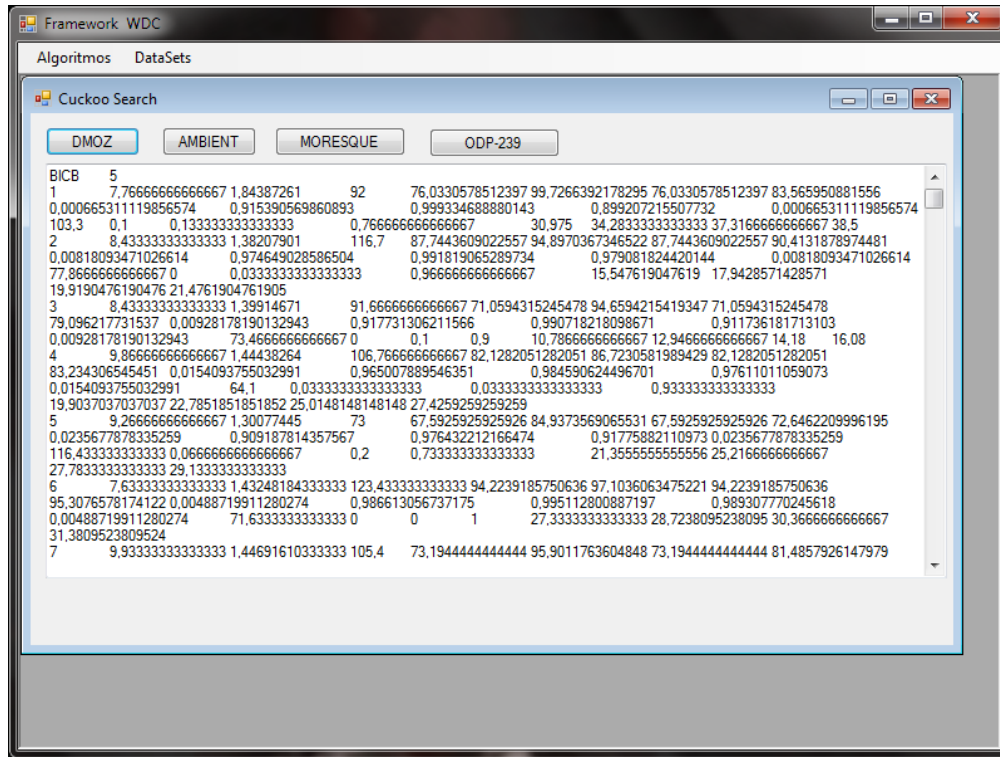 Framework WDC
Algoritmos DataSets
Cuckoo Search
DMOZ AMBIENT MORESQUE ODP-239
BICB 5
1 7,76666666666667 1,84387261 92 76,0330578512397 99,7266392178295 76,0330578512397 83,565950881556
0,000665311119856574 0,915390569860893 0,999334688880143 0,899207215507732 0,000665311119856574
103,3 0,1 0,133333333333333 0,766666666666667 30,975 34,2833333333333 37,3166666666667 38,5
2 8,43333333333333 1,38207901 116,7 87,7443609022557 94,8970367346522 87,7443609022557 90,4131878974481
0,00818093471026614 0,974649028586504 0,991819065289734 0,979081824420144 0,00818093471026614
77,8666666666667 0 0,0333333333333333 0,966666666666667 15,547619047619 17,9428571428571
19,9190476190476 21,4761904761905
3 8,43333333333333 1,39914671 91,6666666666667 71,0594315245478 94,6594215419347 71,0594315245478
79,096217731537 0,00928178190132943 0,917731306211566 0,990718218098671 0,911736181713103
0,00928178190132943 73,4666666666667 0 0,1 0,9 10,7866666666667 12,9466666666667 14,18 16,08
4 9,86666666666667 1,44438264 106,766666666667 82,1282051282051 86,7230581989429 82,1282051282051
83,234306545451 0,0154093755032991 0,965007889546351 0,984590624496701 0,97611011059073
0,0154093755032991 64,1 0,0333333333333333 0,0333333333333333 0,933333333333333
19,9037037037037 22,7851851851852 25,0148148148148 27,4259259259259
5 9,26666666666667 1,30077445 73 67,5925925925926 84,9373569065531 67,5925925925926 72,6462209996195
0,0235677878335259 0,909187814357567 0,976432212166474 0,91775882110973 0,0235677878335259
116,433333333333 0,0666666666666667 0,2 0,733333333333333 21,3555555555556 25,2166666666667
27,7833333333333 29,1333333333333
6 7,63333333333333 1,43248184333333 123,433333333333 94,2239185750636 97,1036063475221 94,2239185750636
95,3076578174122 0,00488719911280274 0,986613056737175 0,995112800887197 0,989307770245618
0,00488719911280274 71,6333333333333 0 0 1 27,3333333333333 28,7238095238095 30,3666666666667
31,3809523809524
7 9,93333333333333 1,44691610333333 105,4 73,1944444444444 95,9011763604848 73,1944444444444 81,4857926147979